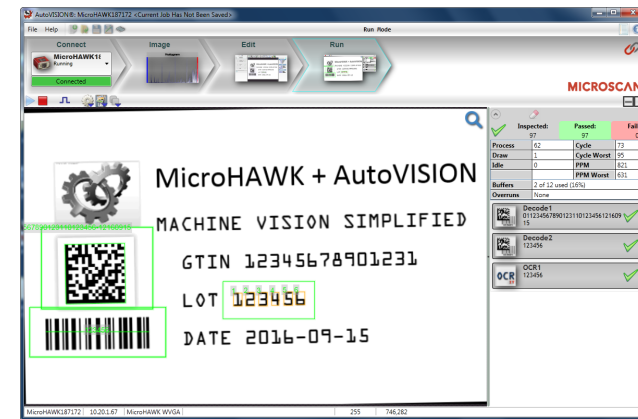 AutoVISION®: MicroHAWK187172 <Current Job Has Not Been Saved>
File Help
Run Mode
Connect
Image
Edit
Run
MicroHAWK18
Running
Connected
MICROSCAN
Inspected: Passed: Fail
97 97
Process 62 Cycle 73
Draw 1 Cycle Worst 95
Idle 0 PPM 821
PPM Worst 631
Buffers 2 of 12 used (16%)
Overruns None
Decode1
011234567890123110123456121609
15
Decode2
123456
OCR1
123456
OCR
MicroHAWK + AutoVISION
MACHINE VISION SIMPLIFIED
GTIN 12345678901231
LOT 123456
DATE 2016-09-15
MicroHAWK187172 10.20.1.67 MicroHAWK WVGA 255 746,282